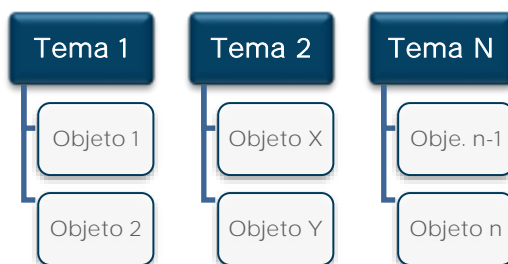 Tema 1
Tema 2
Tema N
Objeto 1
Objeto X
Obje. n-1
Objeto 2
Objeto Y
Objeto n